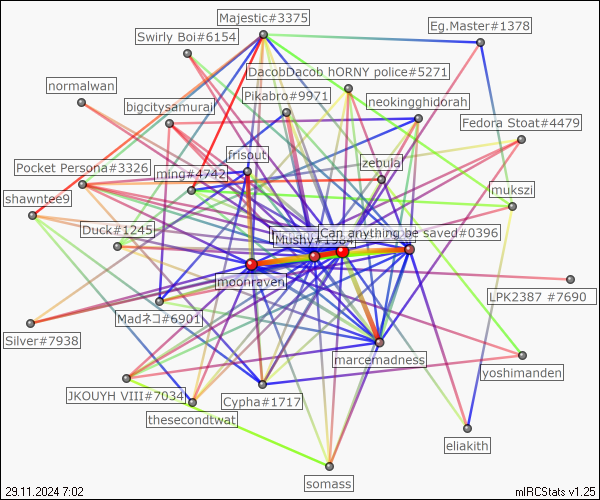 Majestic#3375
Eg.Master#1378
Swirly Boi#6154
DacobDacob hORNY police#5271
normalwan
Pikabro#9971
neokingghidorah
bigcitysamurai
Fedora Stoat#4479
frisout
zebula
Pocket Persona#3326
ming#4742
mukszi
shawntee9
Duck#1245
Can anything be saved#0396
Mushy#1984
moonraven
LPK2387 #7690
Madネコ#6901
Silver#7938
marcemadness
yoshimanden
JKOUYH VIII#7034
Cypha#1717
thesecondtwat
eliakith
somass
29.11.2024 7:02
mIRCStats v1.25